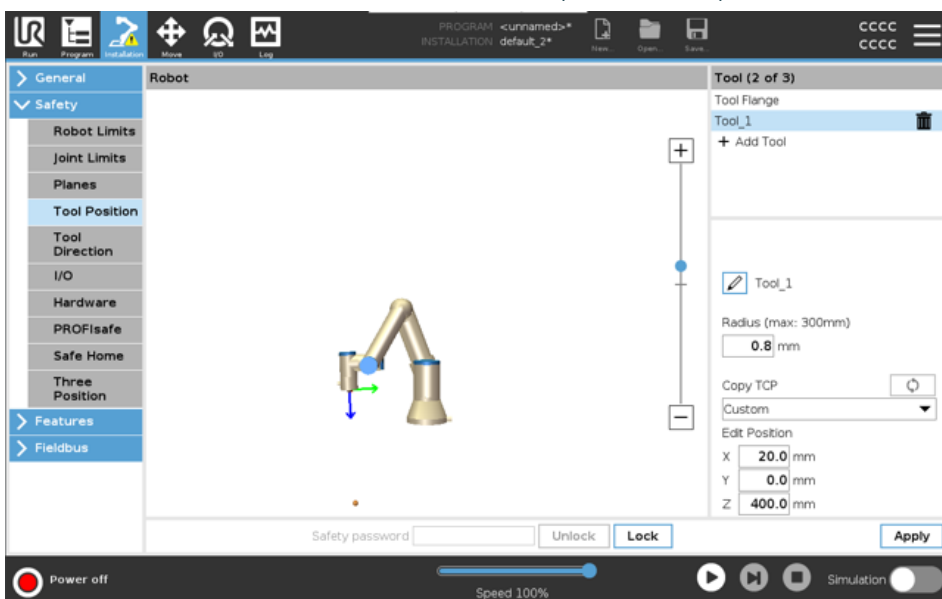 PROGRAM <unnamed>*
INSTALLATION default_2*
Run
Program
Installation
Move
I/O
Log
New...
Open...
Save...
CCCC
CCCC
General
Safety
Robot Limits
Joint Limits
Planes
Tool Position
Tool
Direction
I/O
Hardware
PROFIsafe
Safe Home
Three
Position
Features
Fieldbus
Robot
Tool (2 of 3)
Tool Flange
Tool_1
+ Add Tool
Tool_1
Radius (max: 300mm)
0.8 mm
Copy TCP
Custom
Edit Position
X 20.0 mm
Y 0.0 mm
Z 400.0 mm
Safety password
Unlock
Lock
Apply
Power off
Speed 100%
Simulation